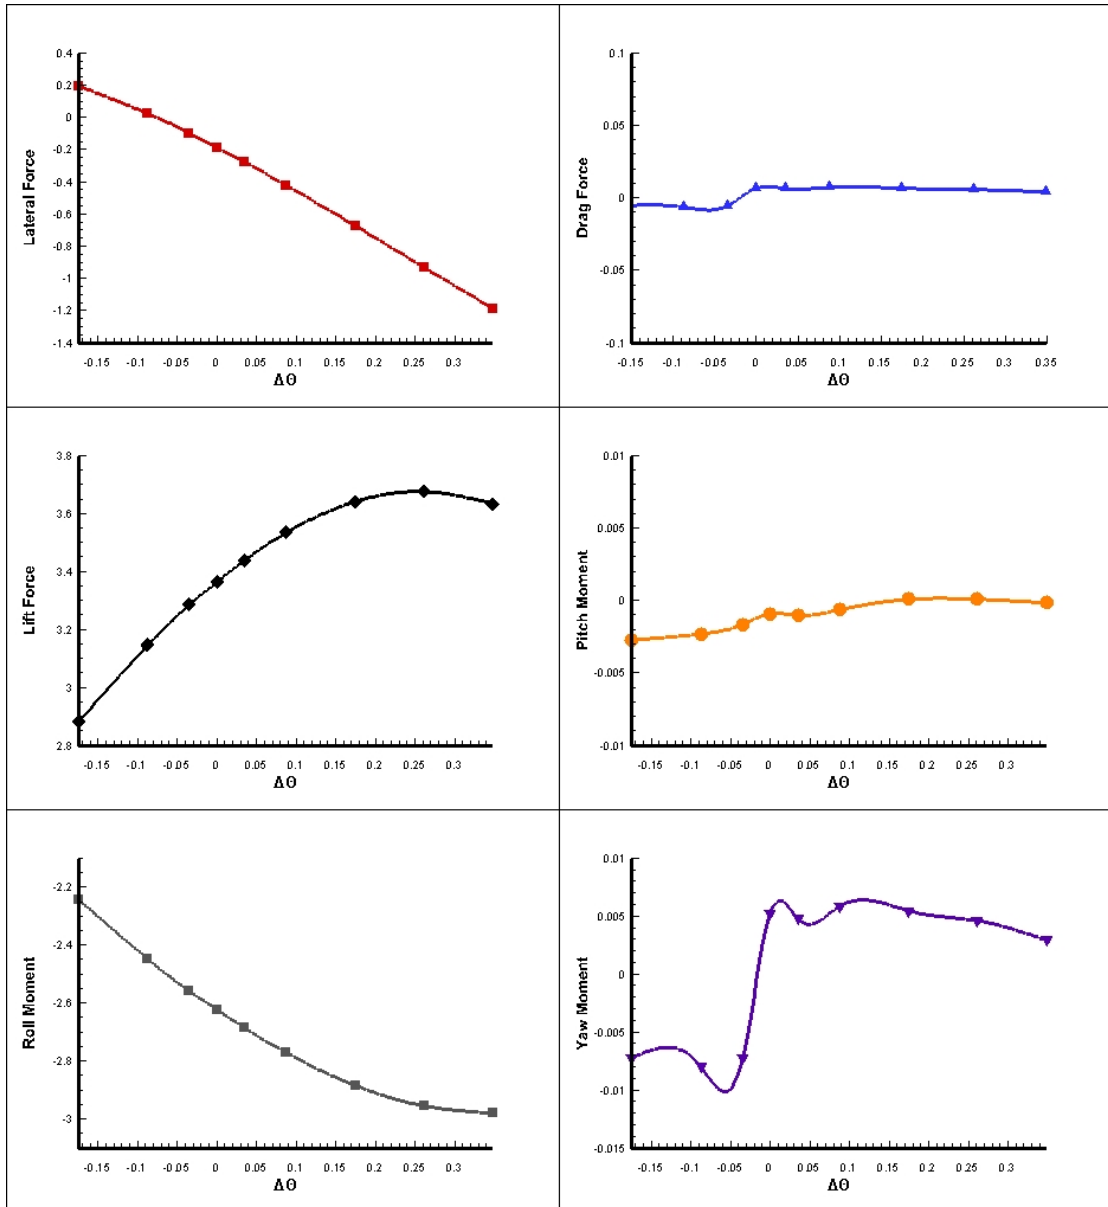 0.4
0.2
0
-0.2
-0.4
-0.6
-0.8
-1
-1.2
-1.4
Lateral Force
-0.15 -0.1 -0.05 0 0.05 0.1 0.15 0.2 0.25 0.3
ΔΘ
0.1
0.05
0
-0.05
-0.1
Drag Force
-0.15 -0.1 -0.05 0 0.05 0.1 0.15 0.2 0.25 0.3 0.35
ΔΘ
3.8
3.6
3.4
3.2
3
2.8
Lift Force
-0.15 -0.1 -0.05 0 0.05 0.1 0.15 0.2 0.25 0.3
ΔΘ
0.01
0.005
0
-0.005
-0.01
Pitch Moment
-0.15 -0.1 -0.05 0 0.05 0.1 0.15 0.2 0.25 0.3
ΔΘ
-2.2
-2.4
-2.6
-2.8
-3
Roll Moment
-0.15 -0.1 -0.05 0 0.05 0.1 0.15 0.2 0.25 0.3
ΔΘ
0.01
0.005
0
-0.005
-0.01
-0.015
Yaw Moment
-0.15 -0.1 -0.05 0 0.05 0.1 0.15 0.2 0.25 0.3
ΔΘ